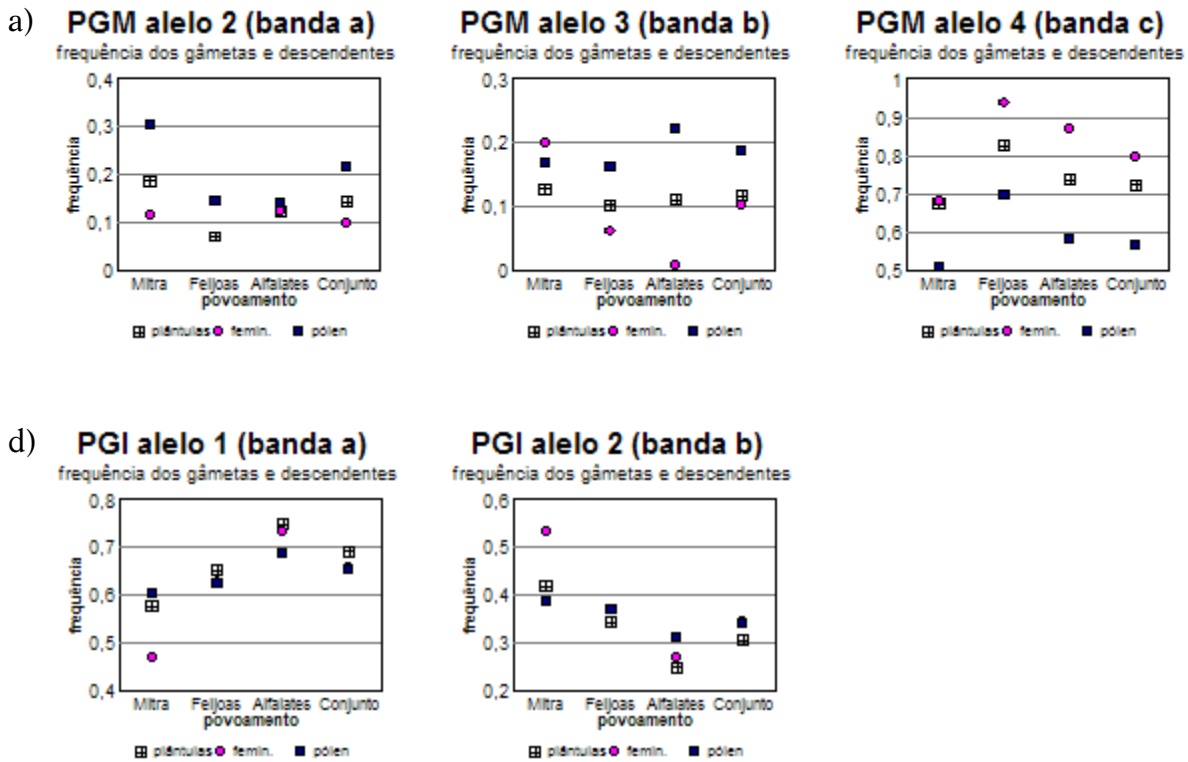 a) PGM alelo 2 (banda a)
frequência dos gâmetas e descendentes
0,4
0,3
0,2
0,1
0
frequência
Mitra Feijoas Alfaiates Conjunto
povoamento
plântulas femin. pólen
PGM alelo 3 (banda b)
frequência dos gâmetas e descendentes
0,3
0,2
0,1
0
frequência
Mitra Feijoas Alfaiates Conjunto
povoamento
plântulas femin. pólen
PGM alelo 4 (banda c)
frequência dos gâmetas e descendentes
1
0,9
0,8
0,7
0,6
0,5
frequência
Mitra Feijoas Alfaiates Conjunto
povoamento
plântulas femin. pólen
d) PGI alelo 1 (banda a)
frequência dos gâmetas e descendentes
0,8
0,7
0,6
0,5
0,4
frequência
Mitra Feijoas Alfaiates Conjunto
povoamento
plântulas femin. pólen
PGI alelo 2 (banda b)
frequência dos gâmetas e descendentes
0,6
0,5
0,4
0,3
0,2
frequência
Mitra Feijoas Alfaiates Conjunto
povoamento
plântulas femin. pólen